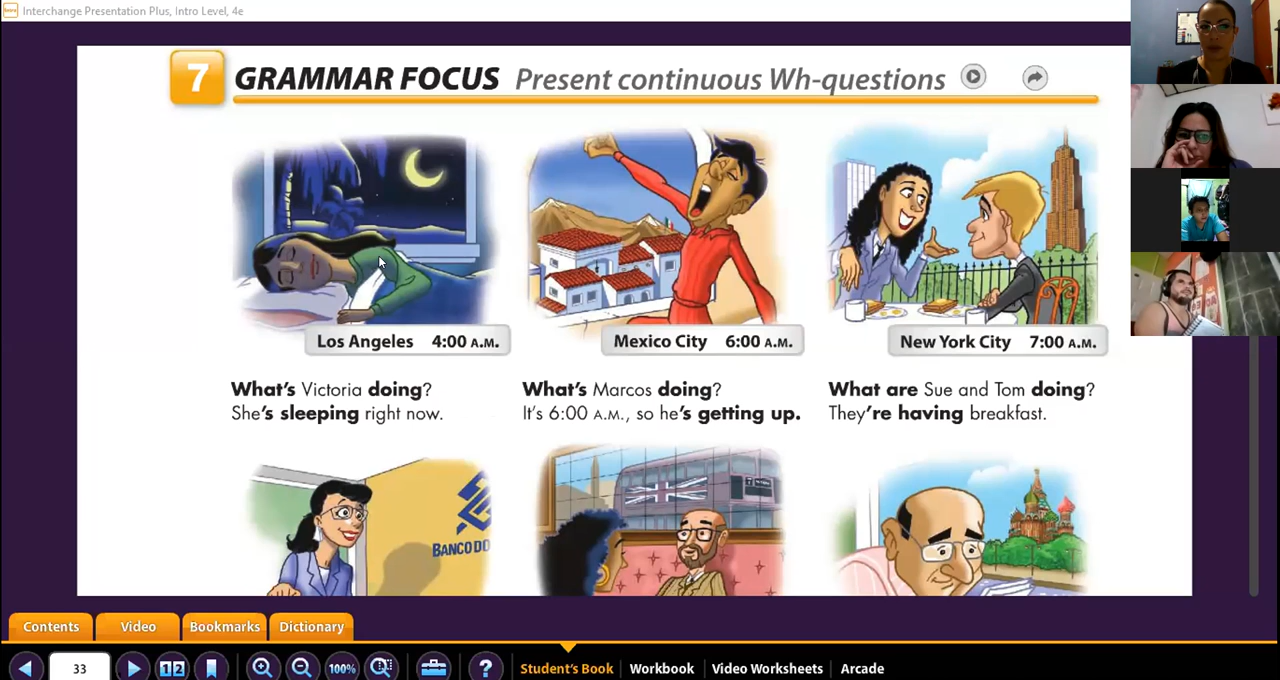 Interchange Presentation Plus, Intro Level, 4e
7 GRAMMAR FOCUS Present continuous Wh-questions
Los Angeles 4:00 A.M.
Mexico City 6:00 A.M.
New York City 7:00 A.M.
What's Victoria doing?
She's sleeping right now.
What's Marcos doing?
It's 6:00 A.M., so he's getting up.
What are Sue and Tom doing?
They're having breakfast.
BANCO DO
Contents Video Bookmarks Dictionary
33 12 100% ? Student's Book Workbook Video Worksheets Arcade